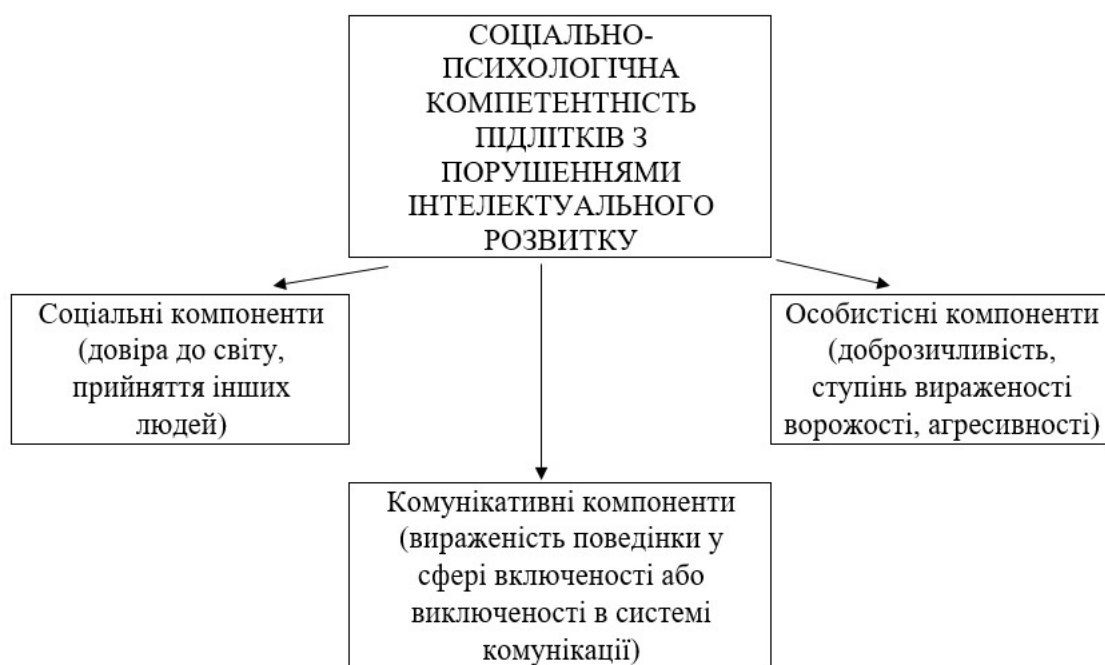 СОЦІАЛЬНО-
ПСИХОЛОГІЧНА
КОМПЕТЕНТНІСТЬ
ПІДЛІТКІВ З
ПОРУШЕННЯМИ
ІНТЕЛЕКТУАЛЬНОГО
РОЗВИТКУ
Соціальні компоненти
(довіра до світу,
прийняття інших
людей)
Особистісні компоненти
(доброзичливість,
ступінь вираженості
ворожості, агресивності)
Комунікативні компоненти
(вираженість поведінки у
сфері включеності або
виключеності в системі
комунікації)